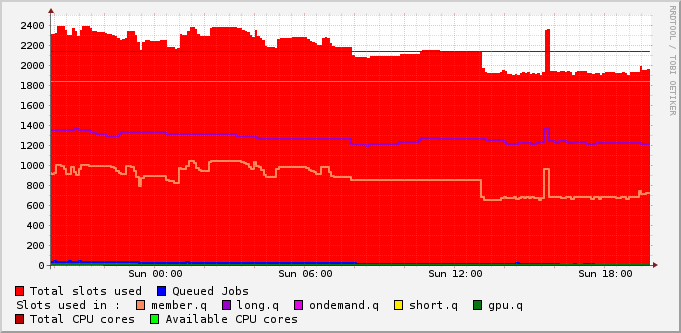 RRDTOOL / TOBI OETIKER
2400
2200
2000
1800
1600
1400
1200
1000
800
600
400
200
0
Sun 00:00 Sun 06:00 Sun 12:00 Sun 18:00
Total slots used Queued Jobs
Slots used in : member.q long.q ondemand.q short.q gpu.q
Total CPU cores Available CPU cores